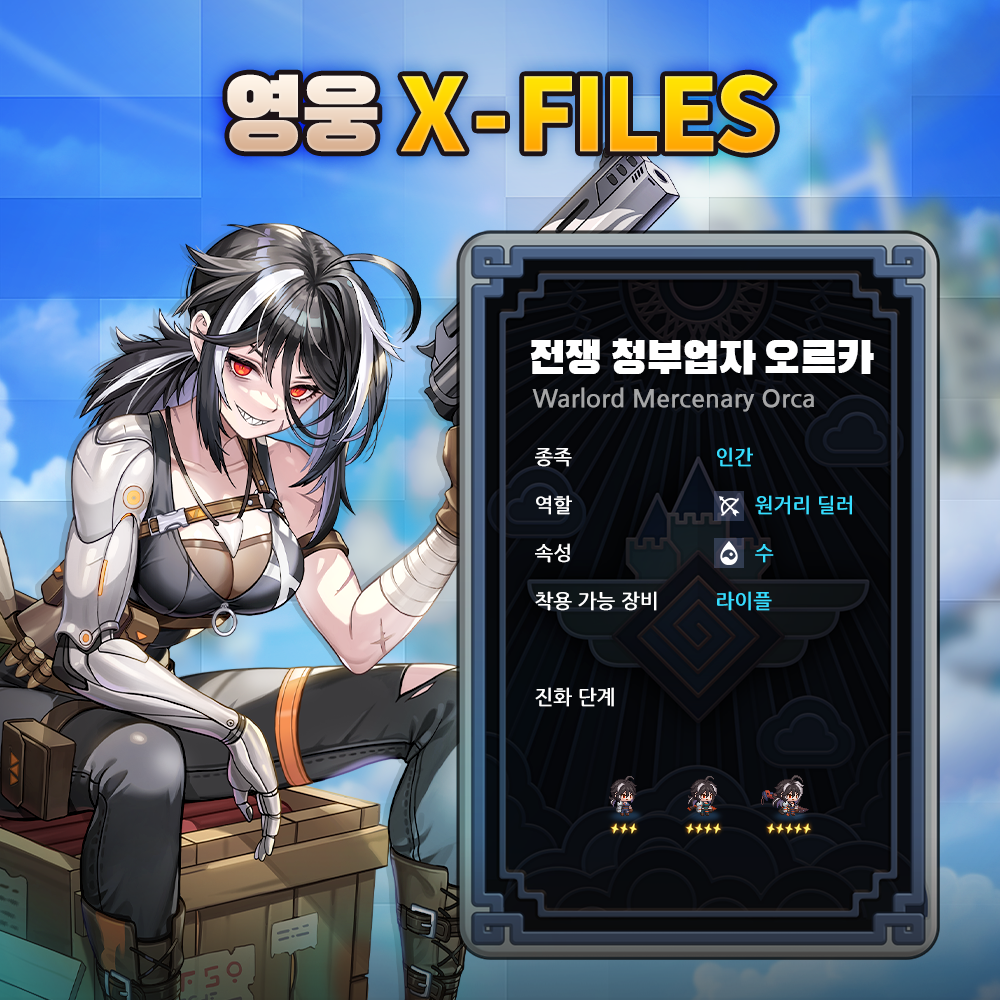 영웅 X-FILES
전쟁 청부업자 오르카
Warlord Mercenary Orca
종족 인간
역할 원거리 딜러
속성 수
착용 가능 장비 라이플
진화 단계